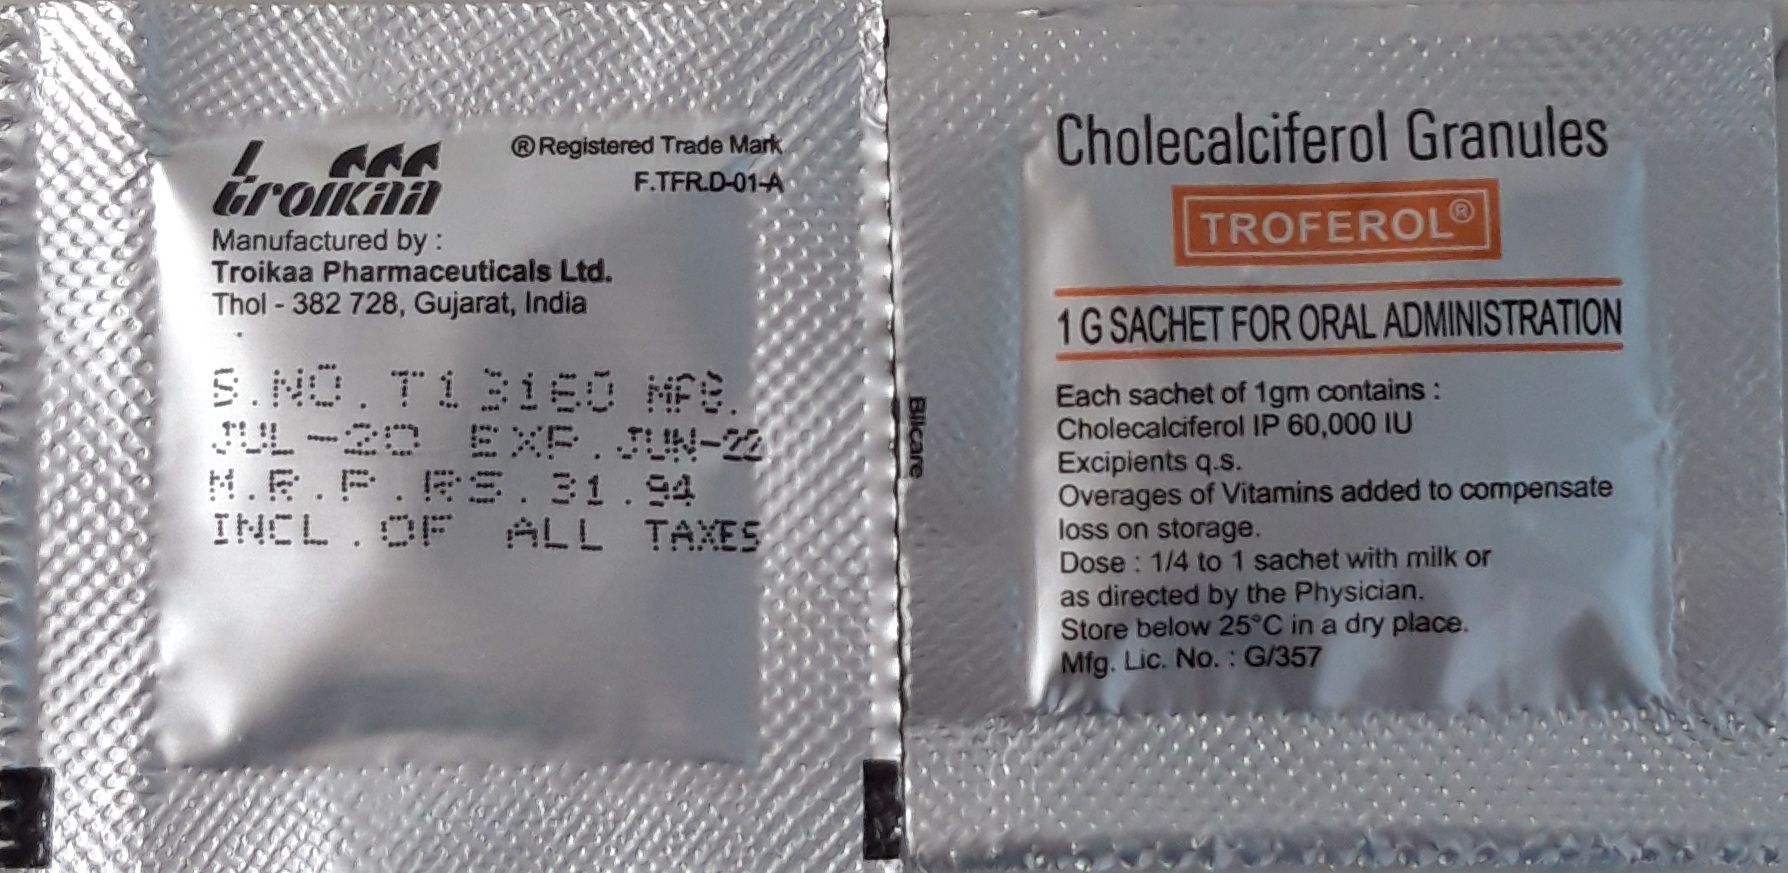 troikaa
® Registered Trade Mark
F.TFR.D-01-A
Manufactured by :
Troikaa Pharmaceuticals Ltd.
Thol - 382 728, Gujarat, India
B.NO. T13160 MFG.
JUL-20 EXP. JUN-22
M.R.P.RS.31.94
INCL.OF ALL TAXES
Bilcare
Cholecalciferol Granules
TROFEROL®
1 G SACHET FOR ORAL ADMINISTRATION
Each sachet of 1gm contains :
Cholecalciferol IP 60,000 IU
Excipients q.s.
Overages of Vitamins added to compensate
loss on storage.
Dose : 1/4 to 1 sachet with milk or
as directed by the Physician.
Store below 25°C in a dry place.
Mfg. Lic. No. : G/357